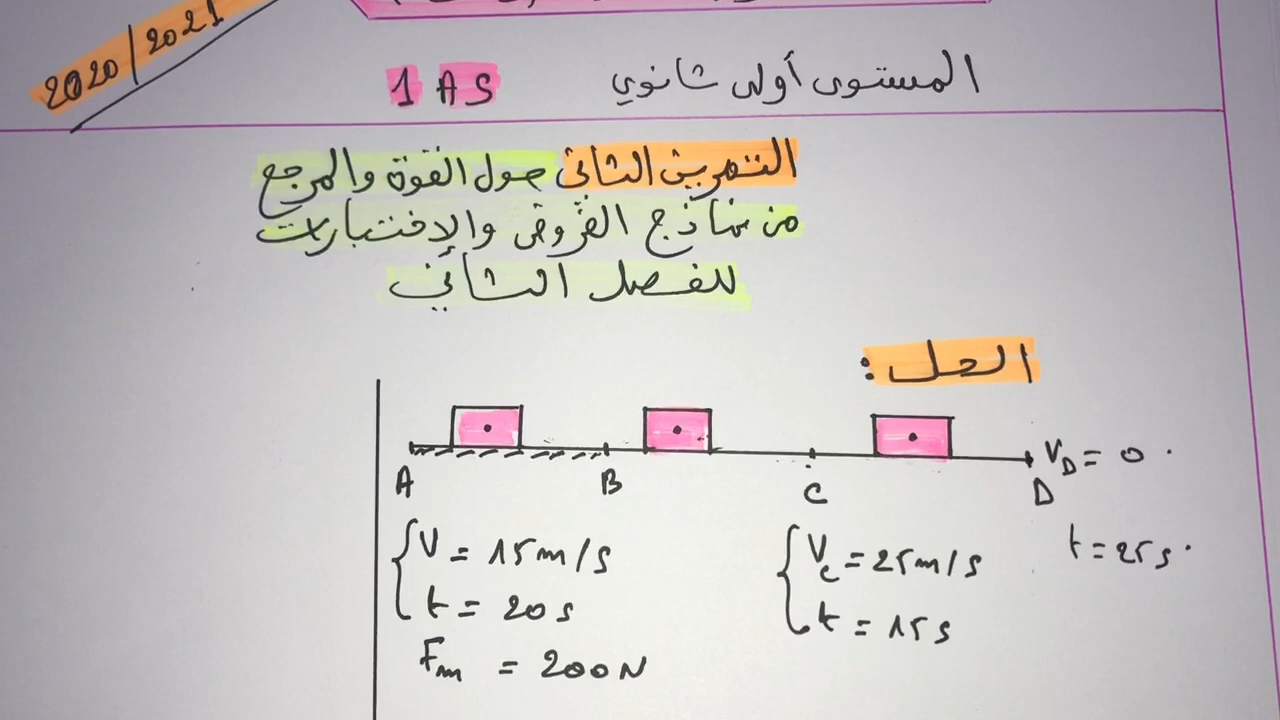 2020/2021
المستوى أولى ثانوي 1 AS
التمرين الثاني حول القوة والمرجع
من نماذج الفروض والإختبارات
للفصل الثاني
الحل:
A B C D V_D = 0
V = 15 m/s
t = 20 s
F_m = 200 N
V_c = 25 m/s
t = 15 s
t = 25 s